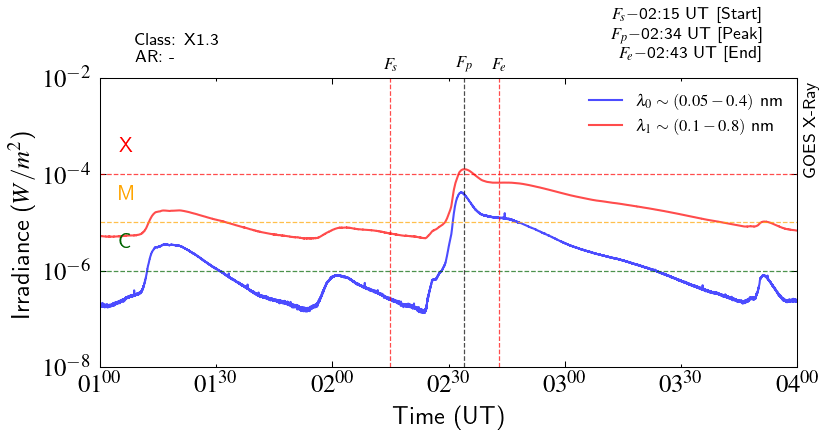 Class: X1.3
AR: -
Fₛ−02:15 UT [Start]
Fₚ−02:34 UT [Peak]
Fₑ−02:43 UT [End]
Fₛ Fₚ Fₑ
10⁻²
10⁻⁴
10⁻⁶
10⁻⁸
Irradiance (W/m²)
X
M
C
λ₀ ∼ (0.05 − 0.4) nm
λ₁ ∼ (0.1 − 0.8) nm
GOES X-Ray
01⁰⁰ 01³⁰ 02⁰⁰ 02³⁰ 03⁰⁰ 03³⁰ 04⁰⁰
Time (UT)